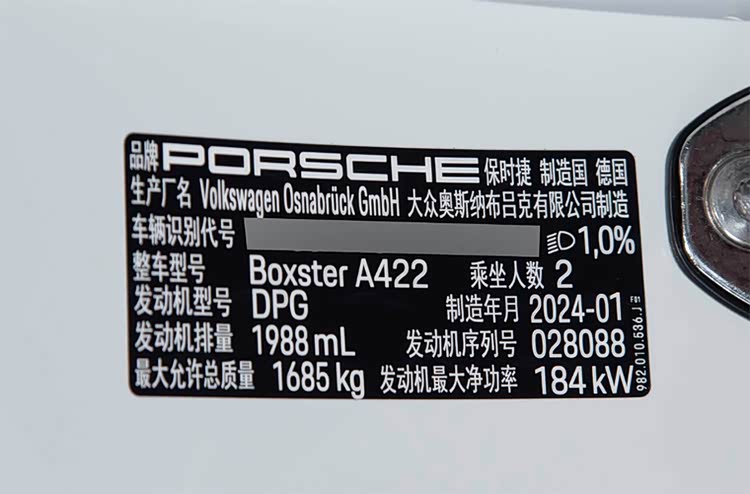 品牌 PORSCHE 保时捷 制造国 德国
生产厂名 Volkswagen Osnabrück GmbH 大众奥斯纳布吕克有限公司制造
车辆识别代号 1,0%
整车型号 Boxster A422 乘坐人数 2
发动机型号 DPG 制造年月 2024-01
发动机排量 1988 mL 发动机序列号 028088
最大允许总质量 1685 kg 发动机最大净功率 184 kW
982.010.536.J F01